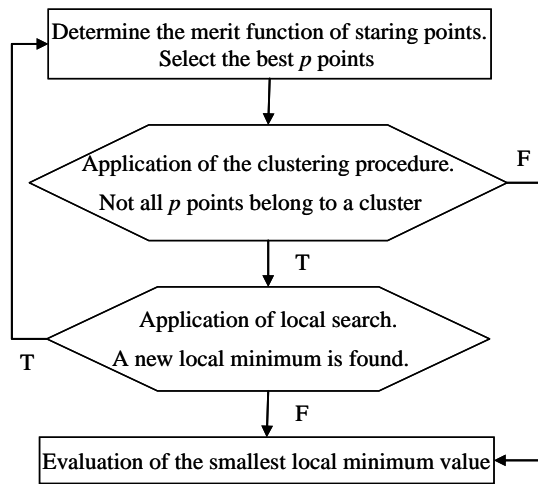 Determine the merit function of staring points.
Select the best p points
Application of the clustering procedure.
F
Not all p points belong to a cluster
T
Application of local search.
A new local minimum is found.
T
F
Evaluation of the smallest local minimum value